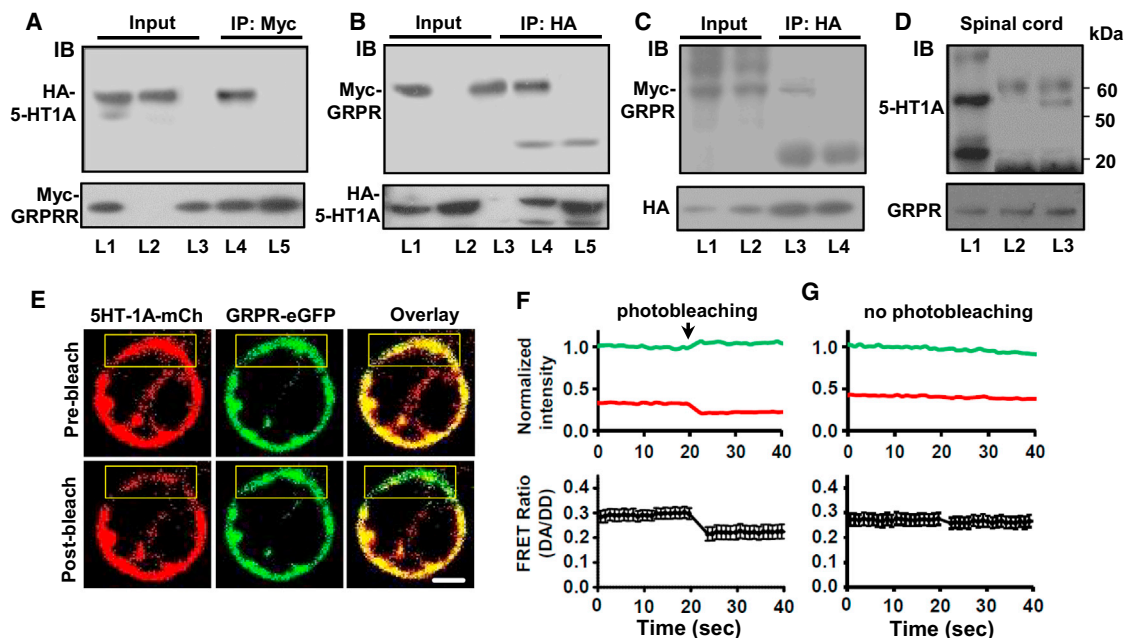 A
Input
IP: Myc
IB
HA-
5-HT1A
Myc-
GRPRR
L1
L2
L3
L4
L5
B
Input
IP: HA
IB
Myc-
GRPR
HA-
5-HT1A
L1
L2
L3
L4
L5
C
Input
IP: HA
IB
Myc-
GRPR
HA
L1
L2
L3
L4
D
Spinal cord
kDa
IB
5-HT1A
60
50
20
GRPR
L1
L2
L3
E
5HT-1A-mCh
GRPR-eGFP
Overlay
Pre-bleach
Post-bleach
F
photobleaching
Normalized
intensity
1.0
0.5
0.0
0 10 20 30 40
FRET Ratio
(DA/DD)
0.4
0.3
0.2
0.1
0.0
0 10 20 30 40
Time (sec)
G
no photobleaching
1.0
0.5
0.0
0 10 20 30 40
0.4
0.3
0.2
0.1
0.0
0 10 20 30 40
Time (sec)